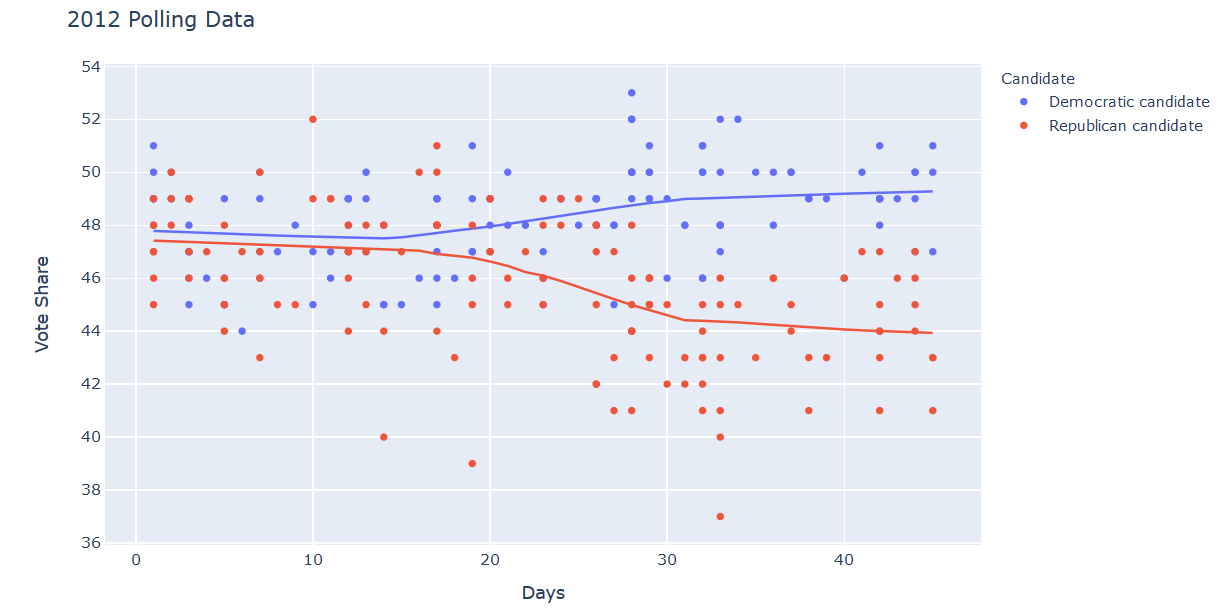 2012 Polling Data
Candidate
Democratic candidate
Republican candidate
Vote Share
54
52
50
48
46
44
42
40
38
36
0
10
20
30
40
Days